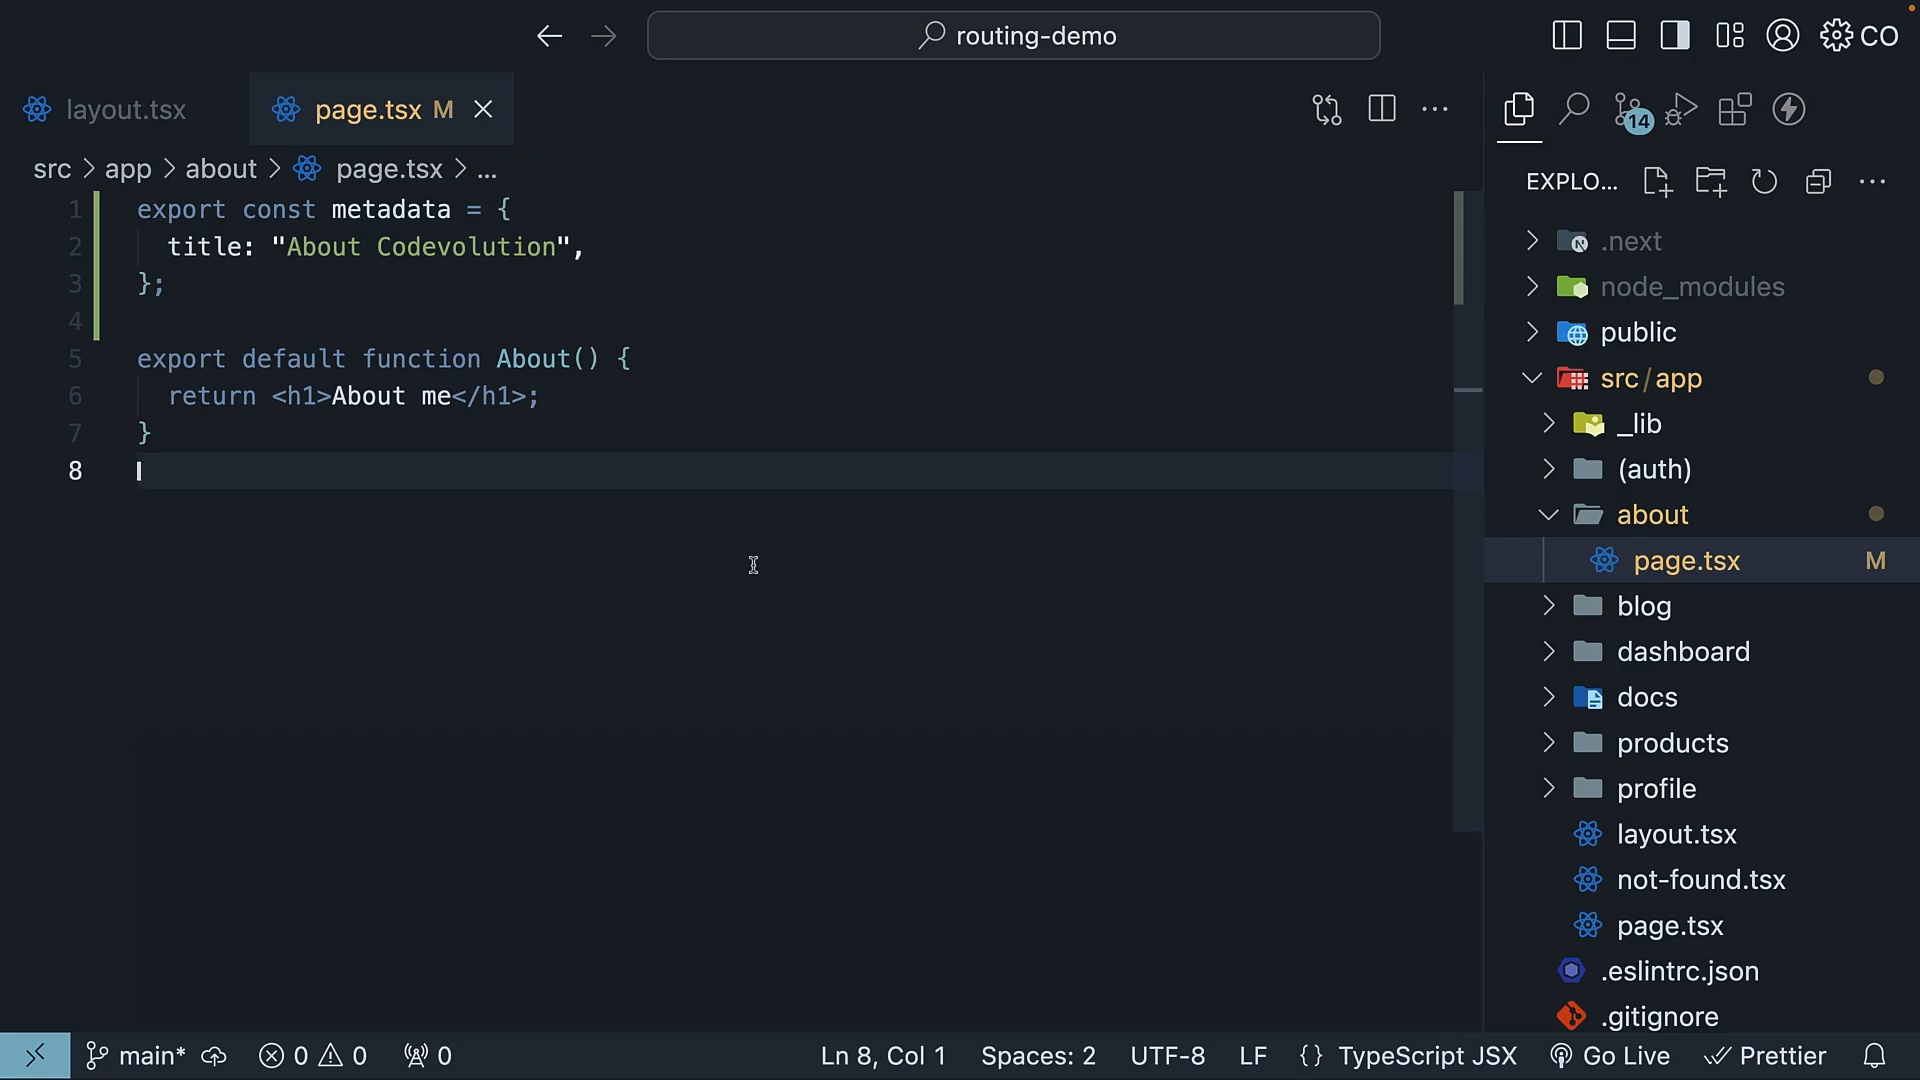 routing-demo
CO
layout.tsx
page.tsx M
14
src > app > about > page.tsx > ...
EXPLO...
1 export const metadata = {
2   title: "About Codevolution",
3 };
4
5 export default function About() {
6   return <h1>About me</h1>;
7 }
8
.next
node_modules
public
src / app
_lib
(auth)
about
page.tsx M
blog
dashboard
docs
products
profile
layout.tsx
not-found.tsx
page.tsx
.eslintrc.json
.gitignore
main* 0 0 0 Ln 8, Col 1 Spaces: 2 UTF-8 LF {} TypeScript JSX Go Live Prettier